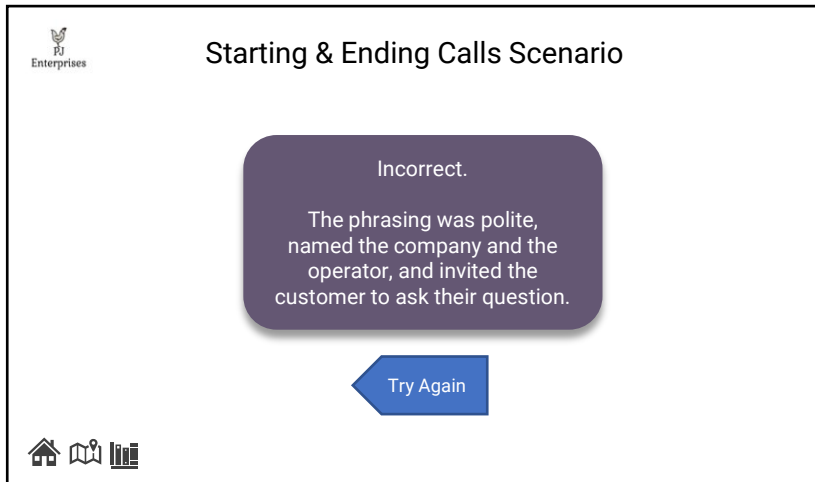 PJ
Enterprises
Starting & Ending Calls Scenario
Incorrect.
The phrasing was polite,
named the company and the
operator, and invited the
customer to ask their question.
Try Again